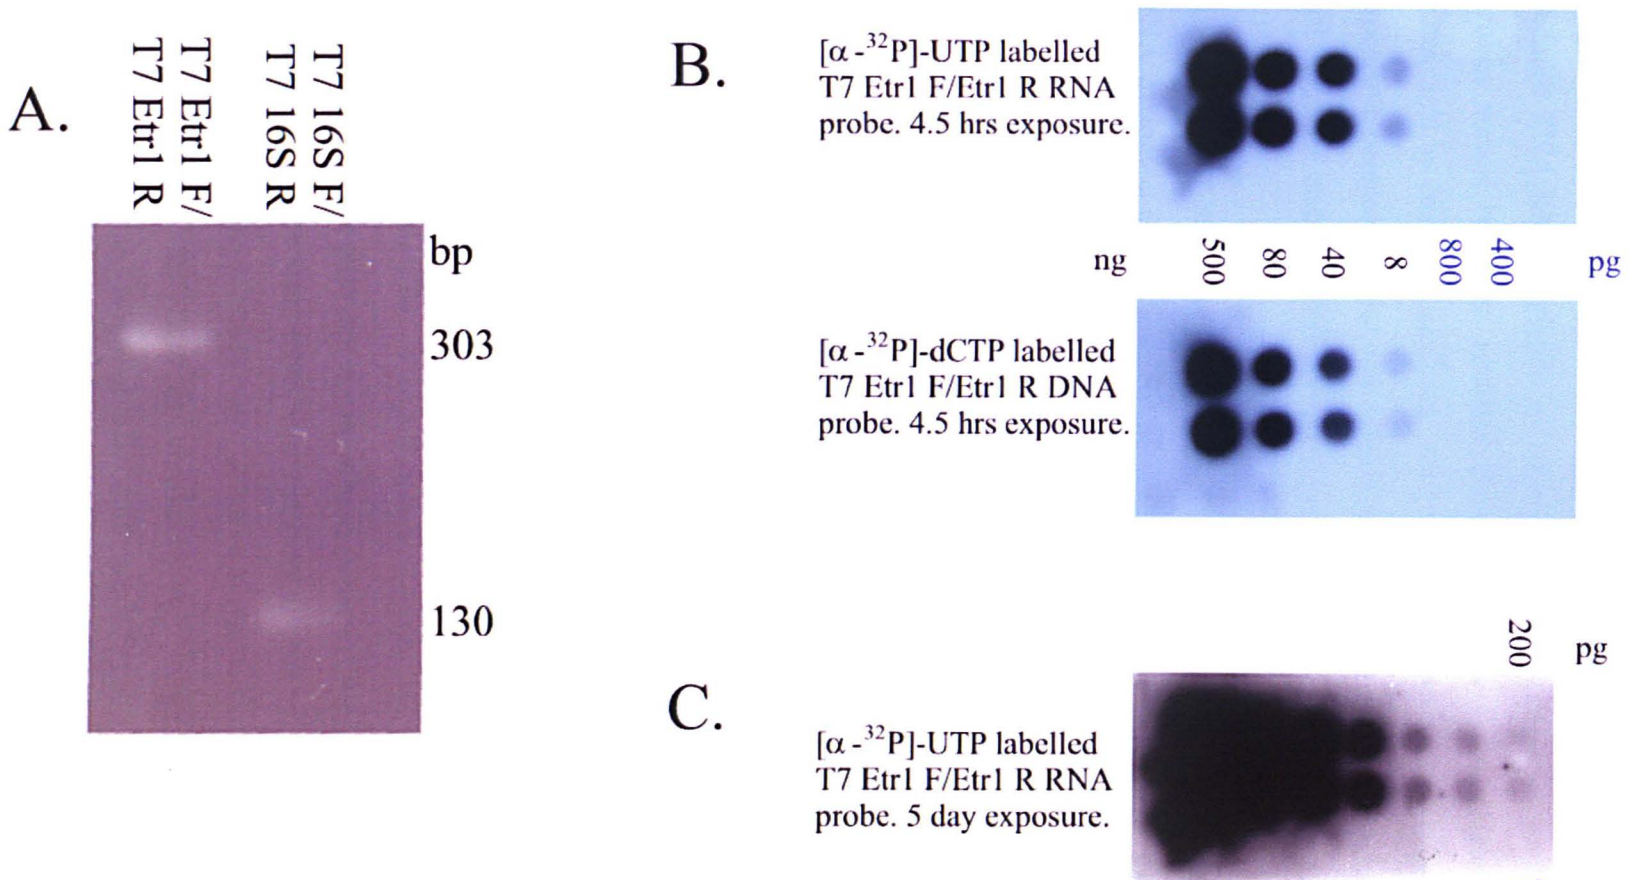 A.
T7 Etr1 F/
T7 Etr1 R
T7 16S F/
T7 16S R
bp
303
130
B.
[α-³²P]-UTP labelled
T7 Etr1 F/Etr1 R RNA
probe. 4.5 hrs exposure.
ng 500 80 40 8 800 400 pg
[α-³²P]-dCTP labelled
T7 Etr1 F/Etr1 R DNA
probe. 4.5 hrs exposure.
C.
200 pg
[α-³²P]-UTP labelled
T7 Etr1 F/Etr1 R RNA
probe. 5 day exposure.